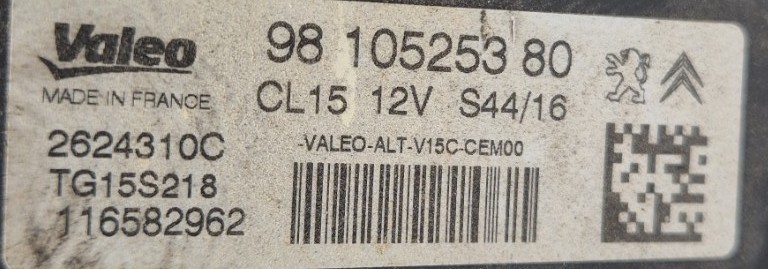 Valeo
98 105253 80
MADE IN FRANCE
CL15 12V S44/16
2624310C
-VALEO-ALT-V15C-CEM00
TG15S218
116582962